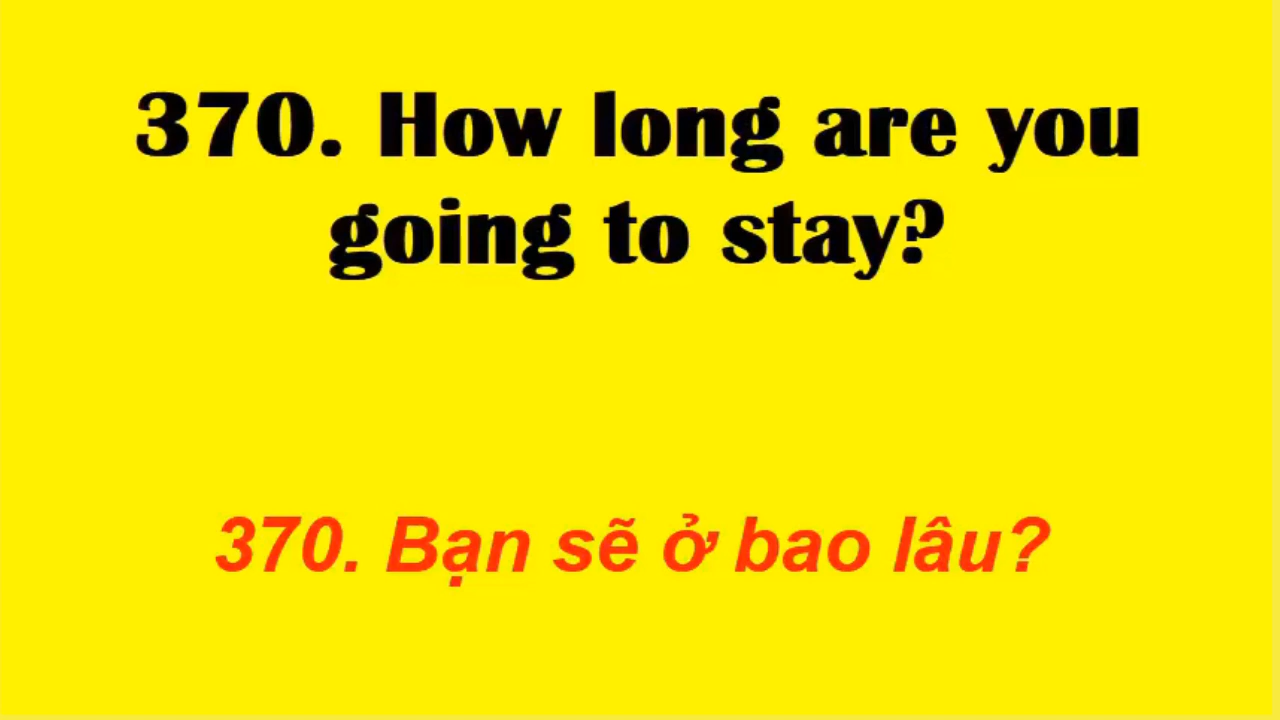 370. How long are you
going to stay?
370. Bạn sẽ ở bao lâu?